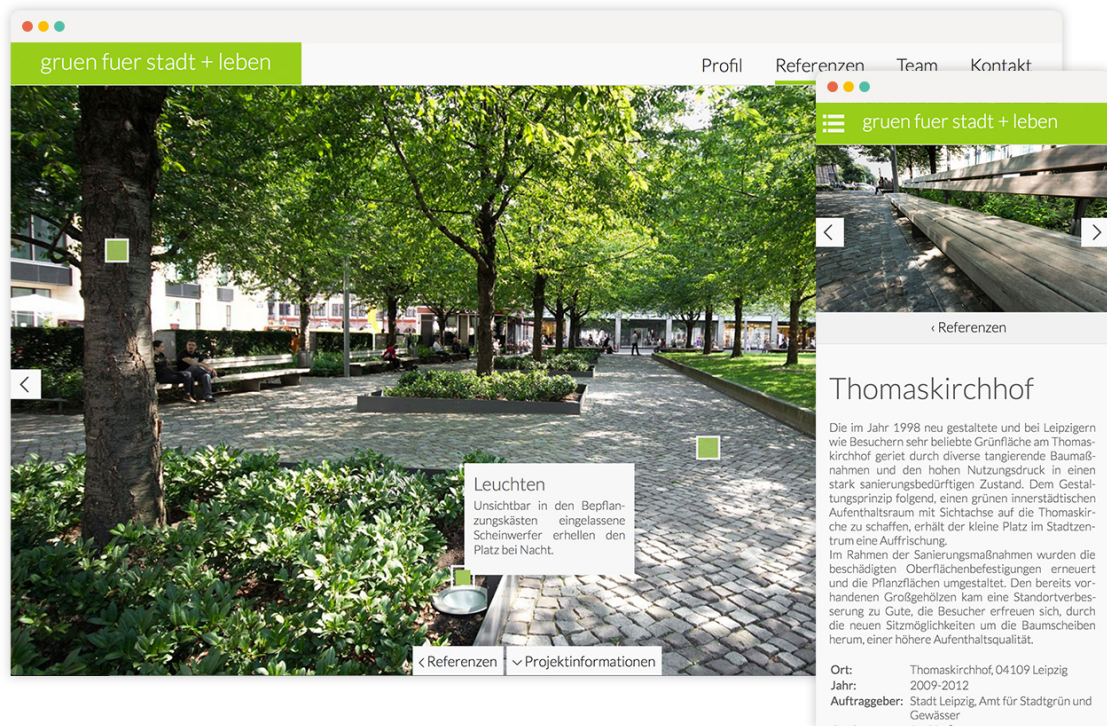 gruen fuer stadt + leben
Profil
Referenzen
Team
Kontakt
Leuchten
Unsichtbar in den Bepflan-
zungskästen eingelassene
Scheinwerfer erhellen den
Platz bei Nacht.
‹ Referenzen
Projektinformationen
gruen fuer stadt + leben
‹ Referenzen
Thomaskirchhof
Die im Jahr 1998 neu gestaltete und bei Leipzigern
wie Besuchern sehr beliebte Grünfläche am Thomas-
kirchhof geriet durch diverse tangierende Baumaß-
nahmen und den hohen Nutzungsdruck in einen
stark sanierungsbedürftigen Zustand. Dem Gestal-
tungsprinzip folgend, einen grünen innerstädtischen
Aufenthaltsraum mit Sichtachse auf die Thomaskir-
che zu schaffen, erhält der kleine Platz im Stadtzen-
trum eine Auffrischung.
Im Rahmen der Sanierungsmaßnahmen wurden die
beschädigten Oberflächenbefestigungen erneuert
und die Pflanzflächen umgestaltet. Den bereits vor-
handenen Großgehölzen kam eine Standortverbes-
serung zu Gute, die Besucher erfreuen sich, durch
die neuen Sitzmöglichkeiten um die Baumscheiben
herum, einer höhere Aufenthaltsqualität.
Ort: Thomaskirchhof, 04109 Leipzig
Jahr: 2009-2012
Auftraggeber: Stadt Leipzig, Amt für Stadtgrün und
Gewässer